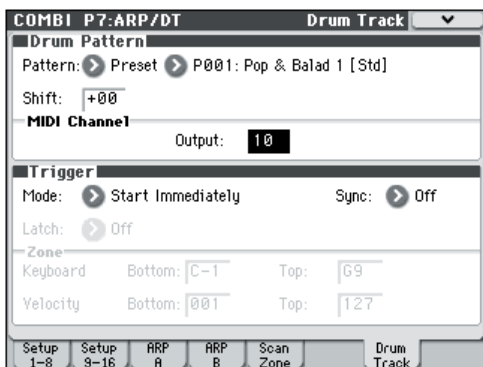 COMBI P7:ARP/DT Drum Track
Drum Pattern
Pattern: Preset P001: Pop & Balad 1 [Std]
Shift: +00
MIDI Channel
Output: 10
Trigger
Mode: Start Immediately Sync: Off
Latch: Off
Zone
Keyboard Bottom: C-1 Top: G9
Velocity Bottom: 001 Top: 127
Setup 1-8 Setup 9-16 ARP A ARP B Scan Zone Drum Track